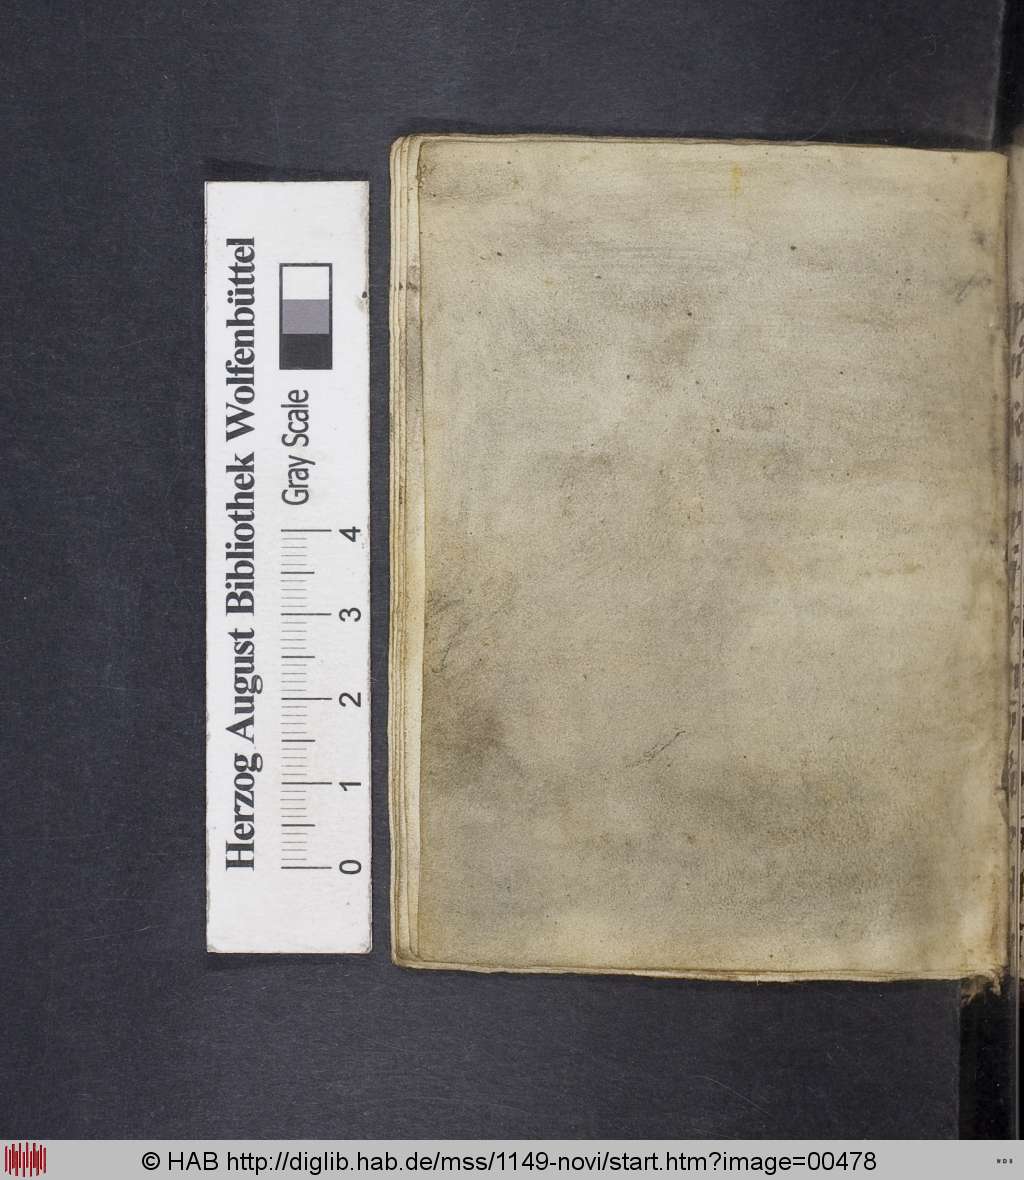 Herzog August Bibliothek Wolfenbüttel
Gray Scale
0 1 2 3 4
© HAB http://diglib.hab.de/mss/1149-novi/start.htm?image=00478